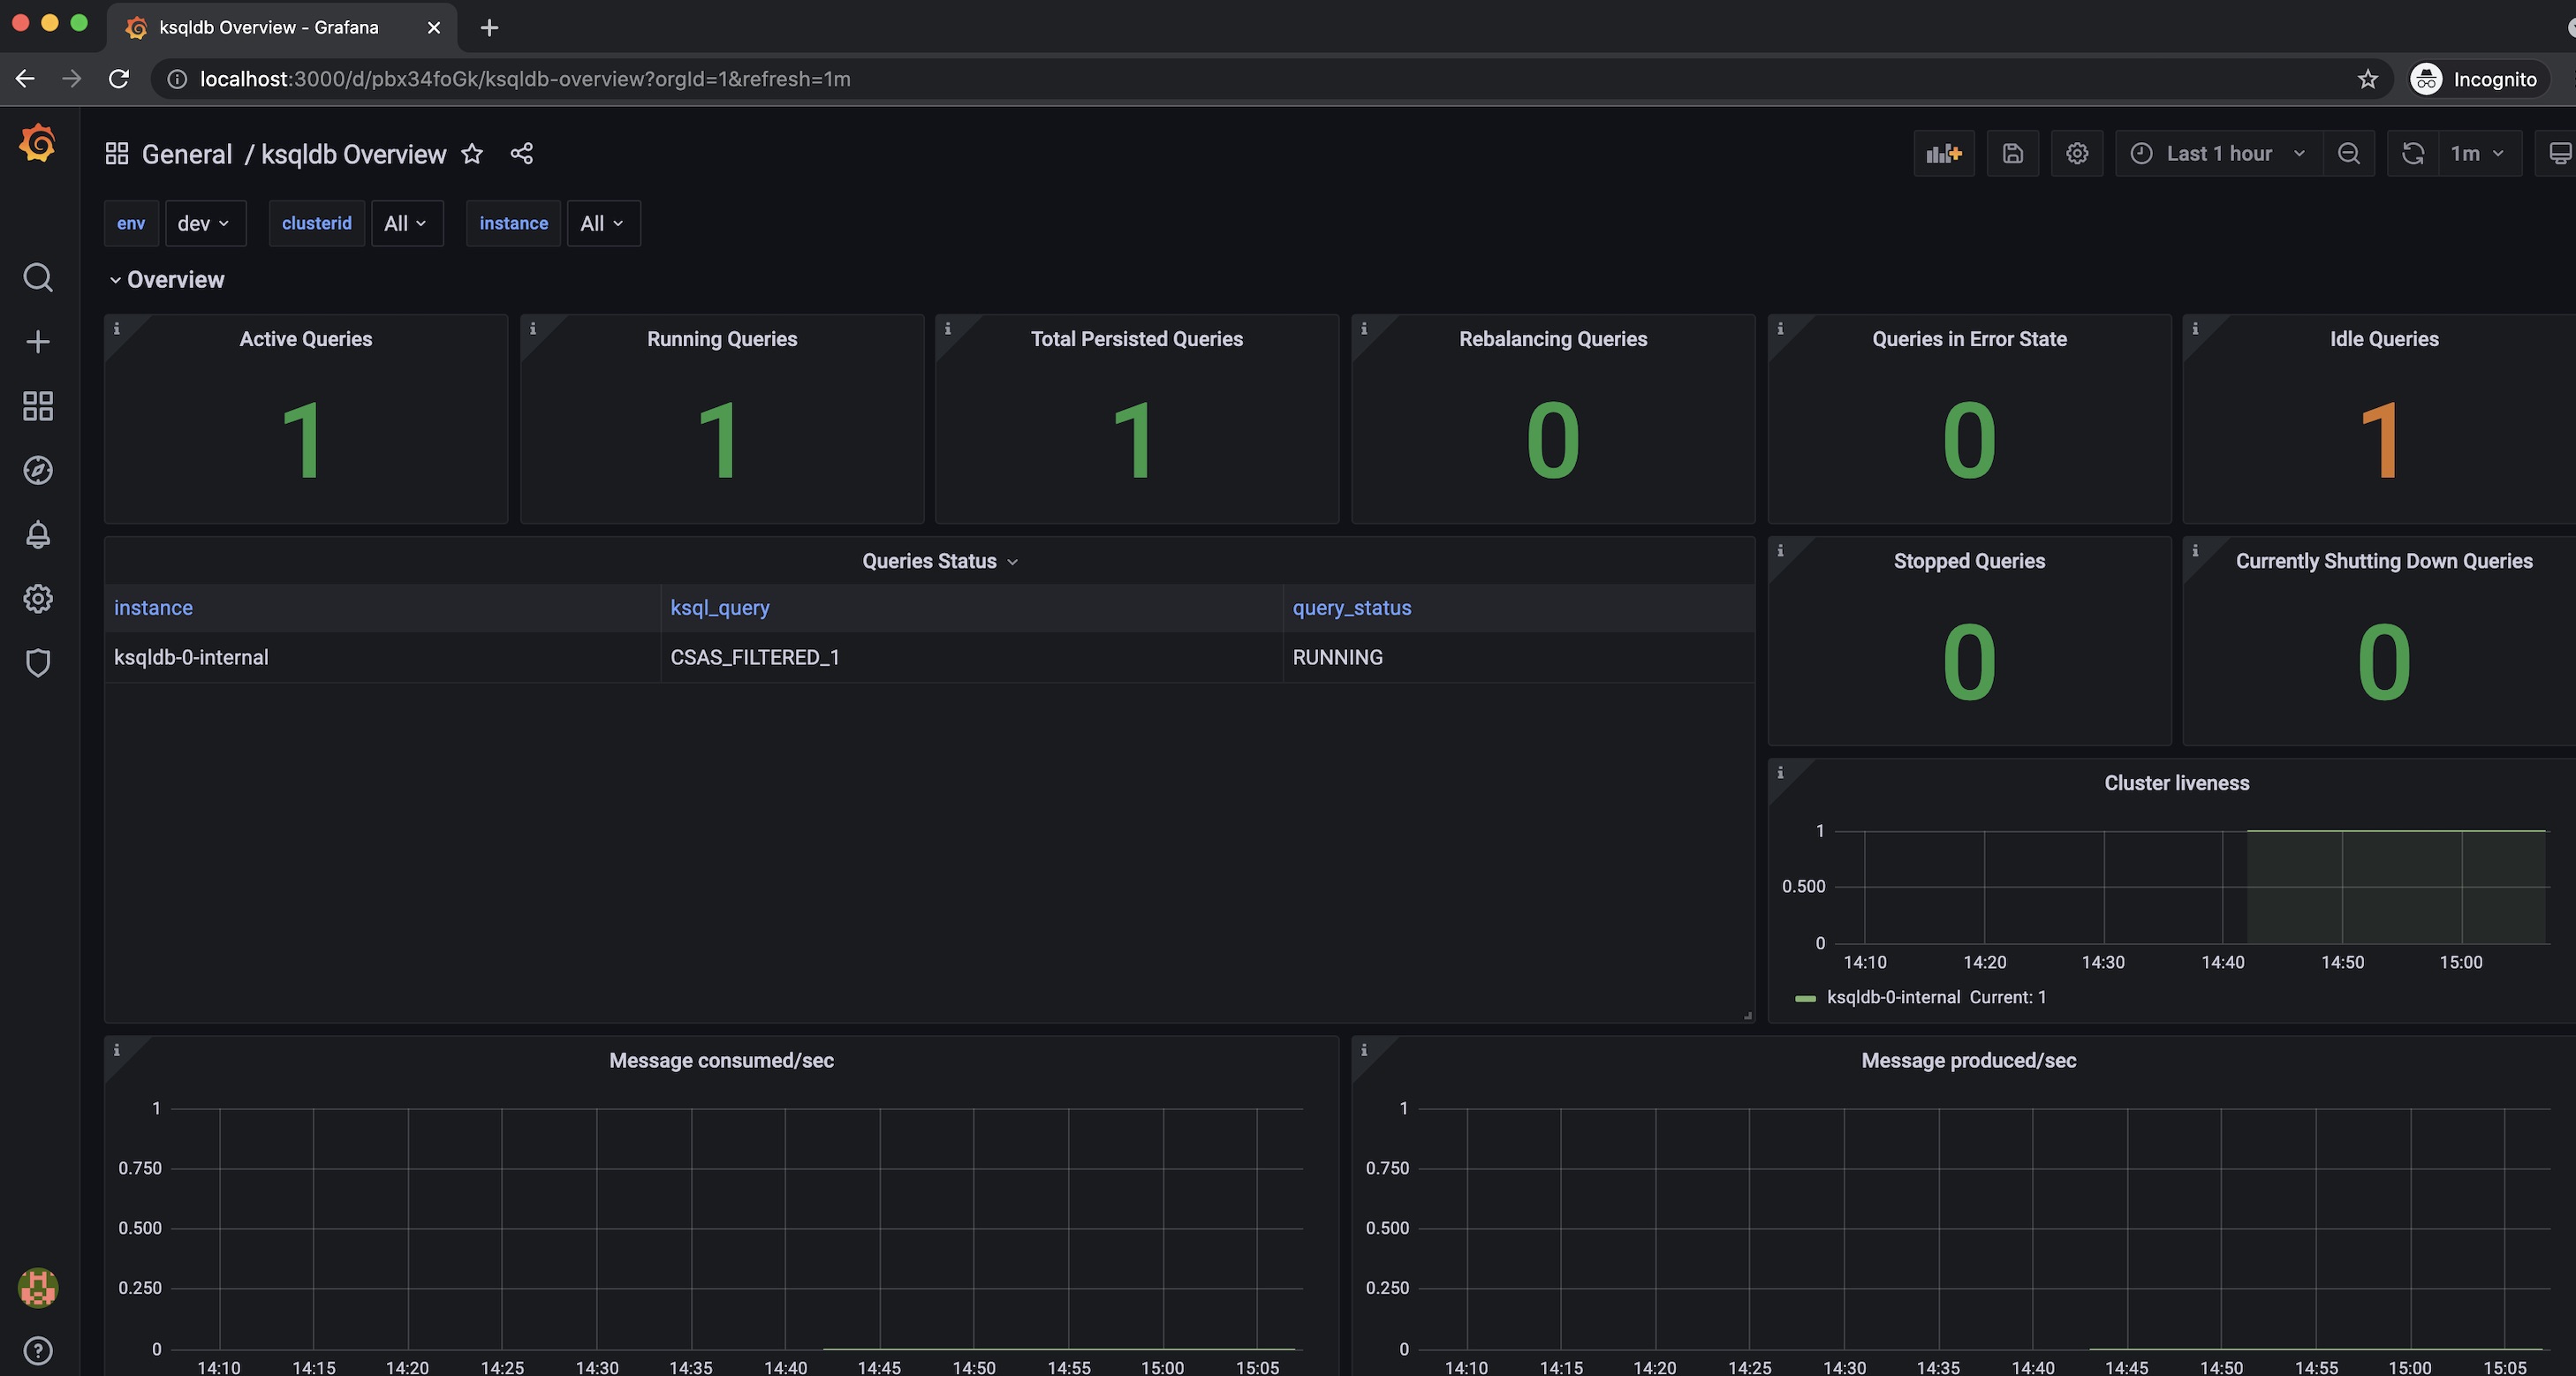 ksqldb Overview - Grafana
localhost:3000/d/pbx34foGk/ksqldb-overview?orgId=1&refresh=1m
Incognito
General / ksqldb Overview
Last 1 hour
1m
env dev clusterid All instance All
Overview
Active Queries
1
Running Queries
1
Total Persisted Queries
1
Rebalancing Queries
0
Queries in Error State
0
Idle Queries
1
Queries Status
instance ksql_query query_status
ksqldb-0-internal CSAS_FILTERED_1 RUNNING
Stopped Queries
0
Currently Shutting Down Queries
0
Cluster liveness
1
0.500
0
14:10 14:20 14:30 14:40 14:50 15:00
ksqldb-0-internal Current: 1
Message consumed/sec
1
0.750
0.500
0.250
0
14:10 14:15 14:20 14:25 14:30 14:35 14:40 14:45 14:50 14:55 15:00 15:05
Message produced/sec
1
0.750
0.500
0.250
0
14:10 14:15 14:20 14:25 14:30 14:35 14:40 14:45 14:50 14:55 15:00 15:05